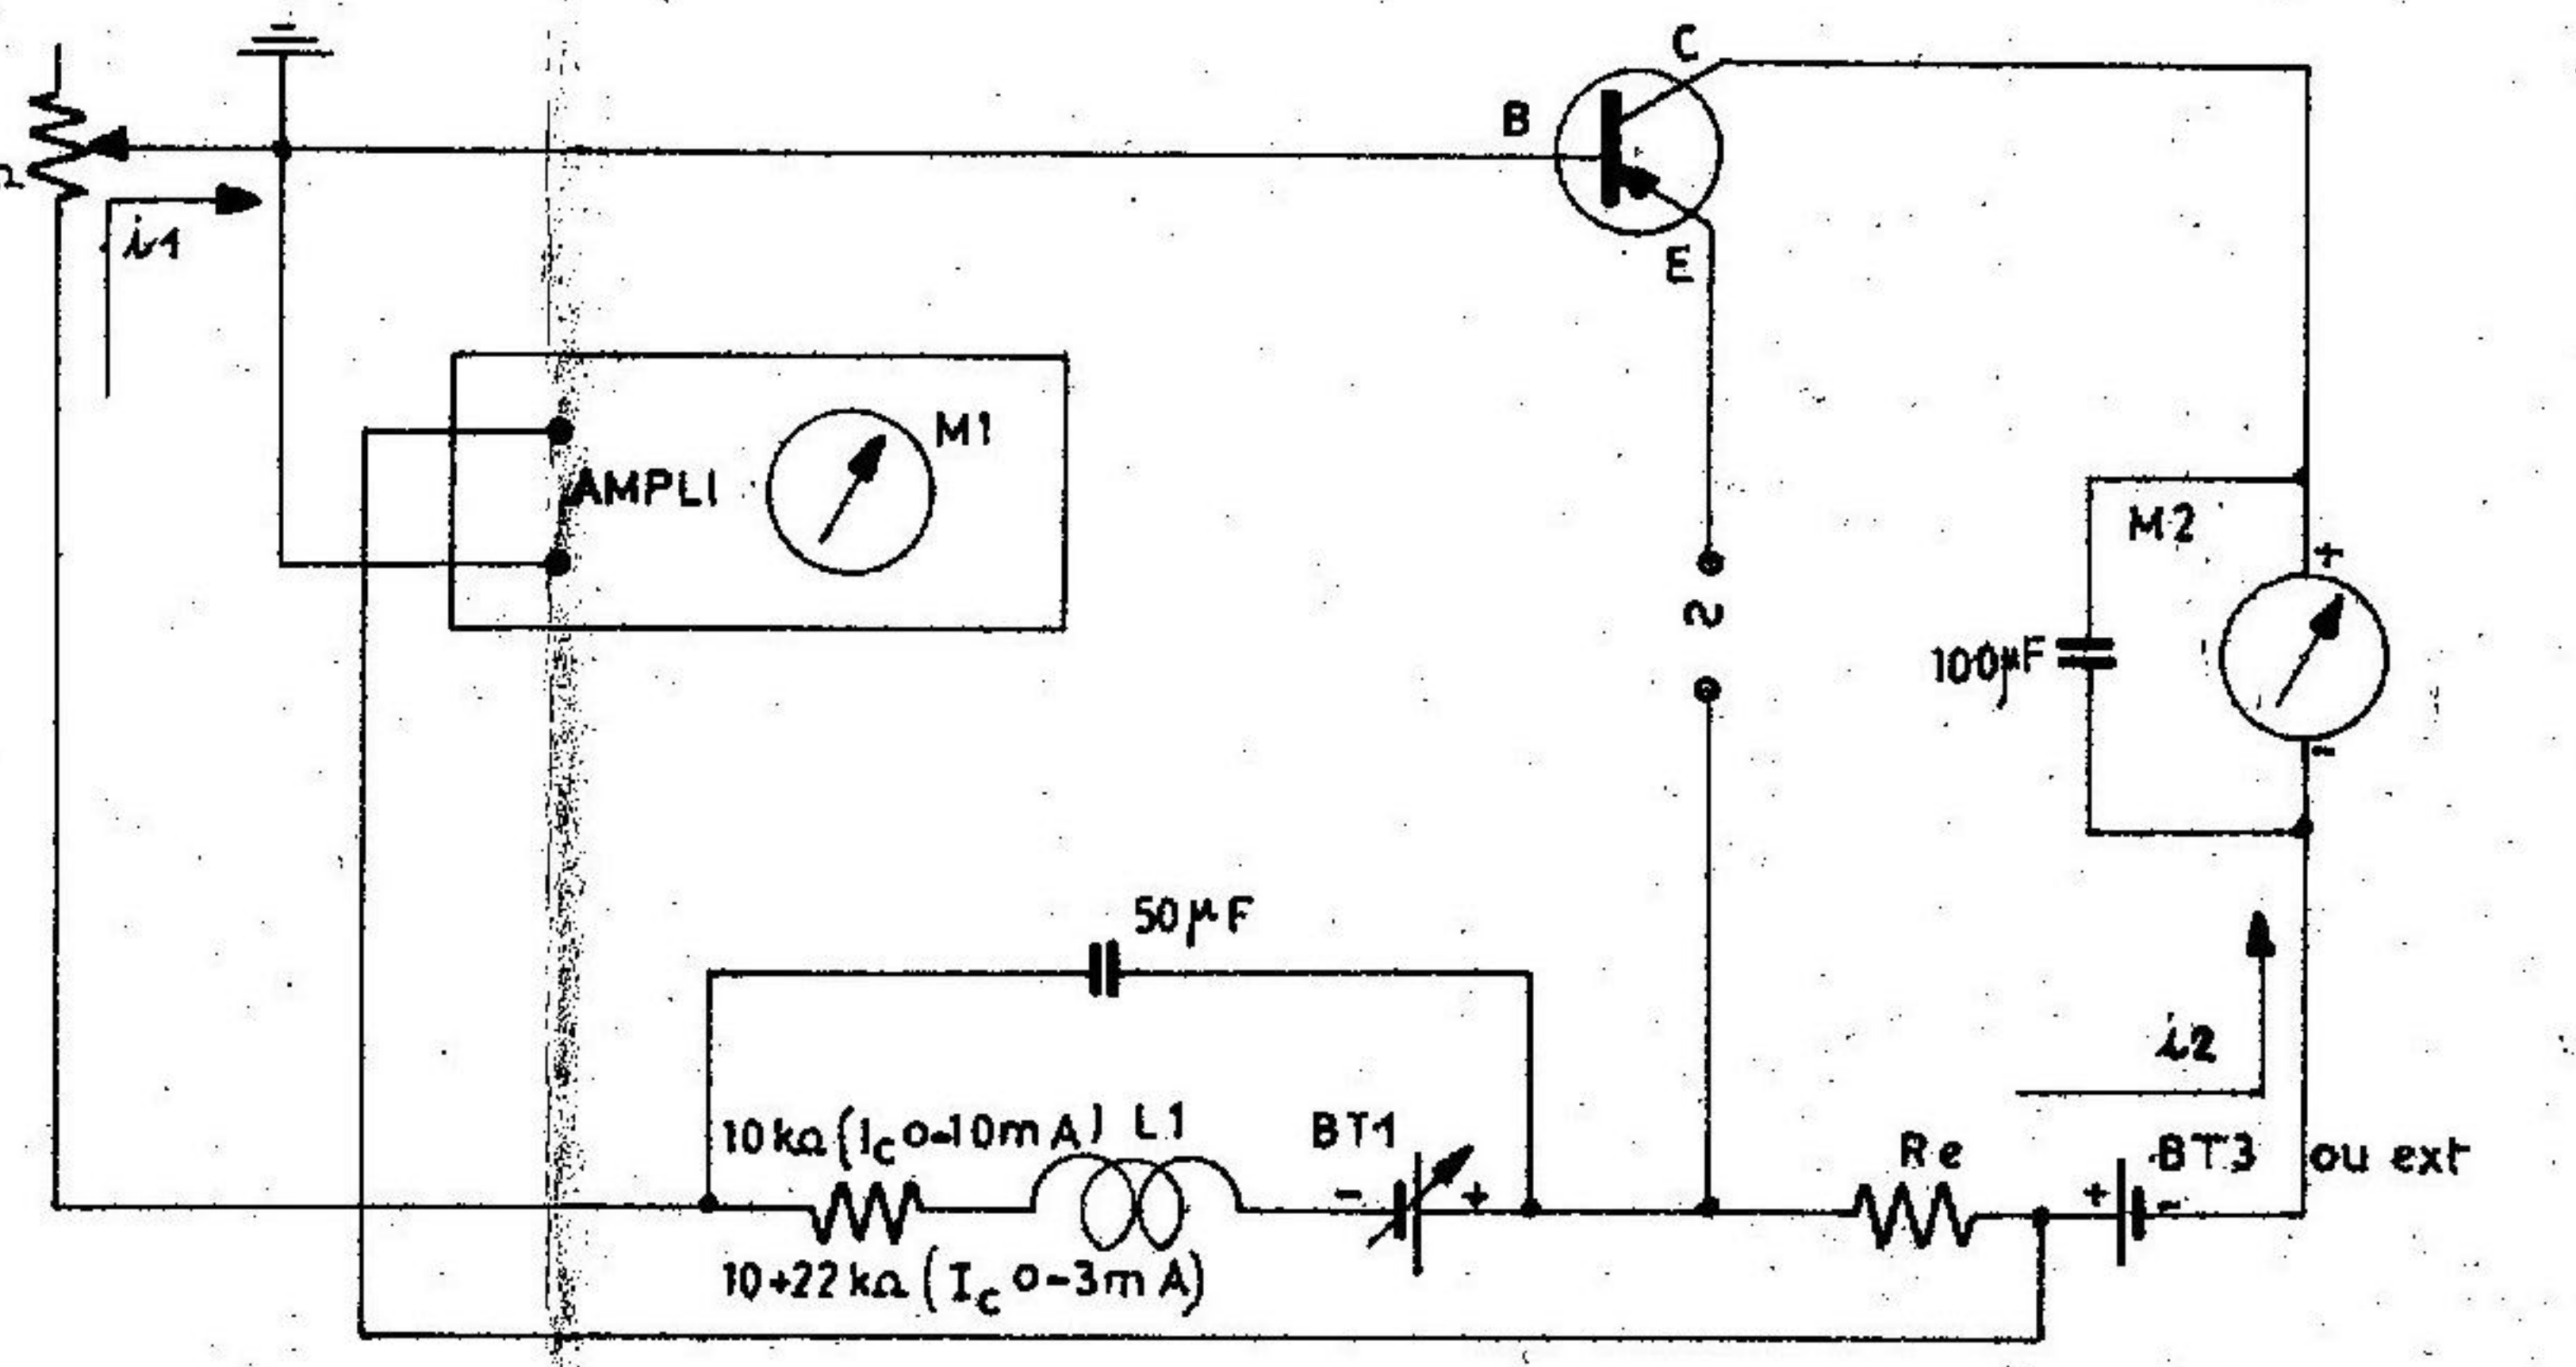 C
B
i1
E
M1
AMPLI
M2
+
100µF
-
50µF
i2
10kΩ (Ic 0-10mA) L1
BT1
Re
BT3 ou ext
- +
+ -
10+22kΩ (Ic 0-3mA)